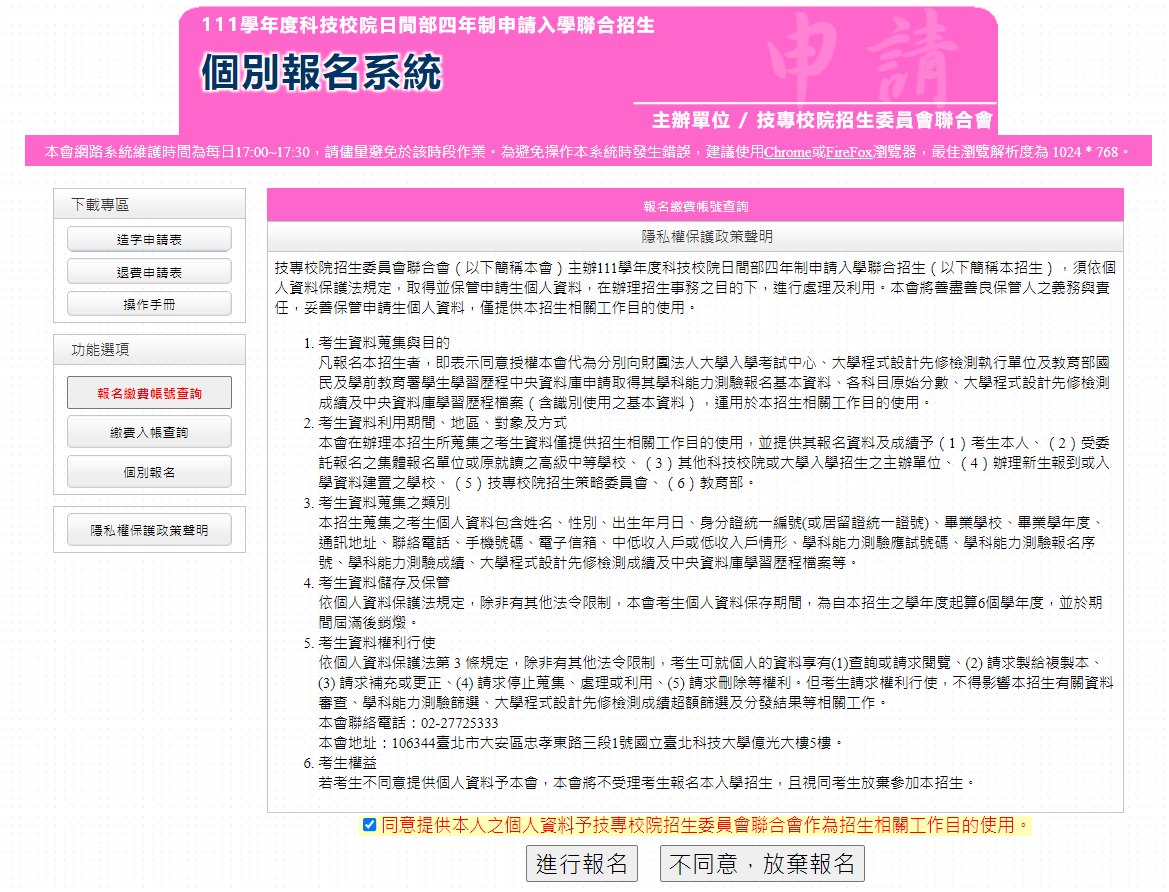 111學年度科技校院日間部四年制申請入學聯合招生
申請
個別報名系統
主辦單位 / 技專校院招生委員會聯合會
本會網路系統維護時間為每日17:00~17:30，請儘量避免於該時段作業。為避免操作本系統時發生錯誤，建議使用Chrome或FireFox瀏覽器，最佳瀏覽解析度為 1024 * 768。
下載專區
造字申請表
退費申請表
操作手冊
功能選項
報名繳費帳號查詢
繳費入帳查詢
個別報名
隱私權保護政策聲明
報名繳費帳號查詢
隱私權保護政策聲明
技專校院招生委員會聯合會（以下簡稱本會）主辦111學年度科技校院日間部四年制申請入學聯合招生（以下簡稱本招生），須依個
人資料保護法規定，取得並保管申請生個人資料，在辦理招生事務之目的下，進行處理及利用。本會將善盡善良保管人之義務與責
任，妥善保管申請生個人資料，僅提供本招生相關工作目的使用。
1. 考生資料蒐集與目的
凡報名本招生者，即表示同意授權本會代為分別向財團法人大學入學考試中心、大學程式設計先修檢測執行單位及教育部國
民及學前教育署學生學習歷程中央資料庫申請取得其學科能力測驗報名基本資料、各科目原始分數、大學程式設計先修檢測
成績及中央資料庫學習歷程檔案（含識別使用之基本資料），運用於本招生相關工作目的使用。
2. 考生資料利用期間、地區、對象及方式
本會在辦理本招生所蒐集之考生資料僅提供招生相關工作目的使用，並提供其報名資料及成績予（1）考生本人、（2）受委
託報名之集體報名單位或原就讀之高級中等學校、（3）其他科技校院或大學入學招生之主辦單位、（4）辦理新生報到或入
學資料建置之學校、（5）技專校院招生策略委員會、（6）教育部。
3. 考生資料蒐集之類別
本招生蒐集之考生個人資料包含姓名、性別、出生年月日、身分證統一編號(或居留證統一證號)、畢業學校、畢業學年度、
通訊地址、聯絡電話、手機號碼、電子信箱、中低收入戶或低收入戶情形、學科能力測驗應試號碼、學科能力測驗報名序
號、學科能力測驗成績、大學程式設計先修檢測成績及中央資料庫學習歷程檔案等。
4. 考生資料儲存及保管
依個人資料保護法規定，除非有其他法令限制，本會考生個人資料保存期間，為自本招生之學年度起算6個學年度，並於期
間屆滿後銷燬。
5. 考生資料權利行使
依個人資料保護法第 3 條規定，除非有其他法令限制，考生可就個人的資料享有(1)查詢或請求閱覽、(2) 請求製給複製本、
(3) 請求補充或更正、(4) 請求停止蒐集、處理或利用、(5) 請求刪除等權利。但考生請求權利行使，不得影響本招生有關資料
審查、學科能力測驗篩選、大學程式設計先修檢測成績超額篩選及分發結果等相關工作。
本會聯絡電話：02-27725333
本會地址：106344臺北市大安區忠孝東路三段1號國立臺北科技大學億光大樓5樓。
6. 考生權益
若考生不同意提供個人資料予本會，本會將不受理考生報名本入學招生，且視同考生放棄參加本招生。
同意提供本人之個人資料予技專校院招生委員會聯合會作為招生相關工作目的使用。
進行報名
不同意，放棄報名